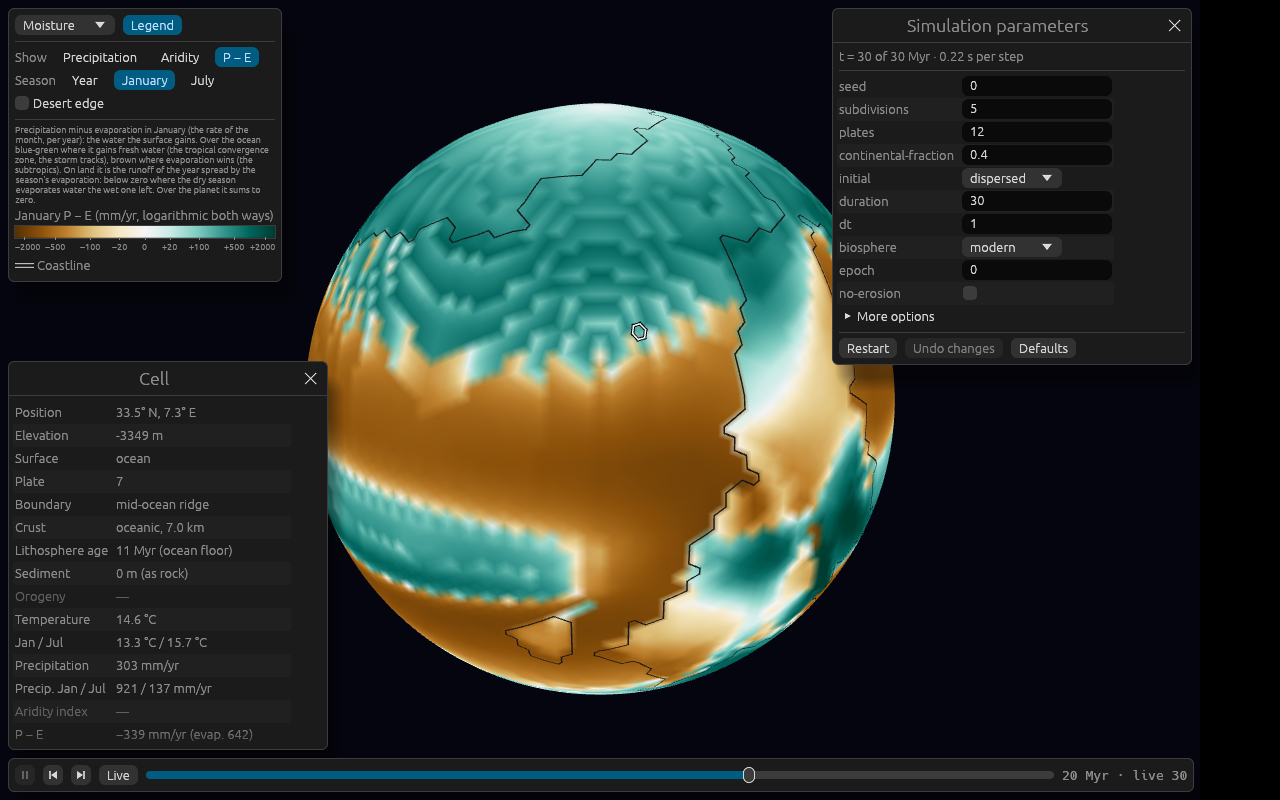 Moisture Legend
Show Precipitation Aridity P – E
Season Year January July
Desert edge
Precipitation minus evaporation in January (the rate of the
month, per year): the water the surface gains. Over the ocean
blue-green where it gains fresh water (the tropical convergence
zone, the storm tracks), brown where evaporation wins (the
subtropics). On land it is the runoff of the year spread by the
season's evaporation: below zero where the dry season
evaporates water the wet one left. Over the planet it sums to
zero.
January P – E (mm/yr, logarithmic both ways)
−2000 −500 −100 −20 0 +20 +100 +500 +2000
Coastline
Cell
Position 33.5° N, 7.3° E
Elevation -3349 m
Surface ocean
Plate 7
Boundary mid-ocean ridge
Crust oceanic, 7.0 km
Lithosphere age 11 Myr (ocean floor)
Sediment 0 m (as rock)
Orogeny —
Temperature 14.6 °C
Jan / Jul 13.3 °C / 15.7 °C
Precipitation 303 mm/yr
Precip. Jan / Jul 921 / 137 mm/yr
Aridity index —
P – E −339 mm/yr (evap. 642)
Simulation parameters
t = 30 of 30 Myr · 0.22 s per step
seed 0
subdivisions 5
plates 12
continental-fraction 0.4
initial dispersed
duration 30
dt 1
biosphere modern
epoch 0
no-erosion
More options
Restart Undo changes Defaults
Live 20 Myr · live 30